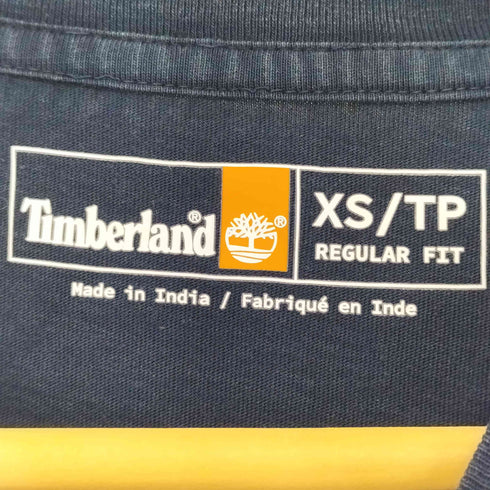 Timberland® ®
XS/TP
REGULAR FIT
Made in India / Fabriqué en Inde